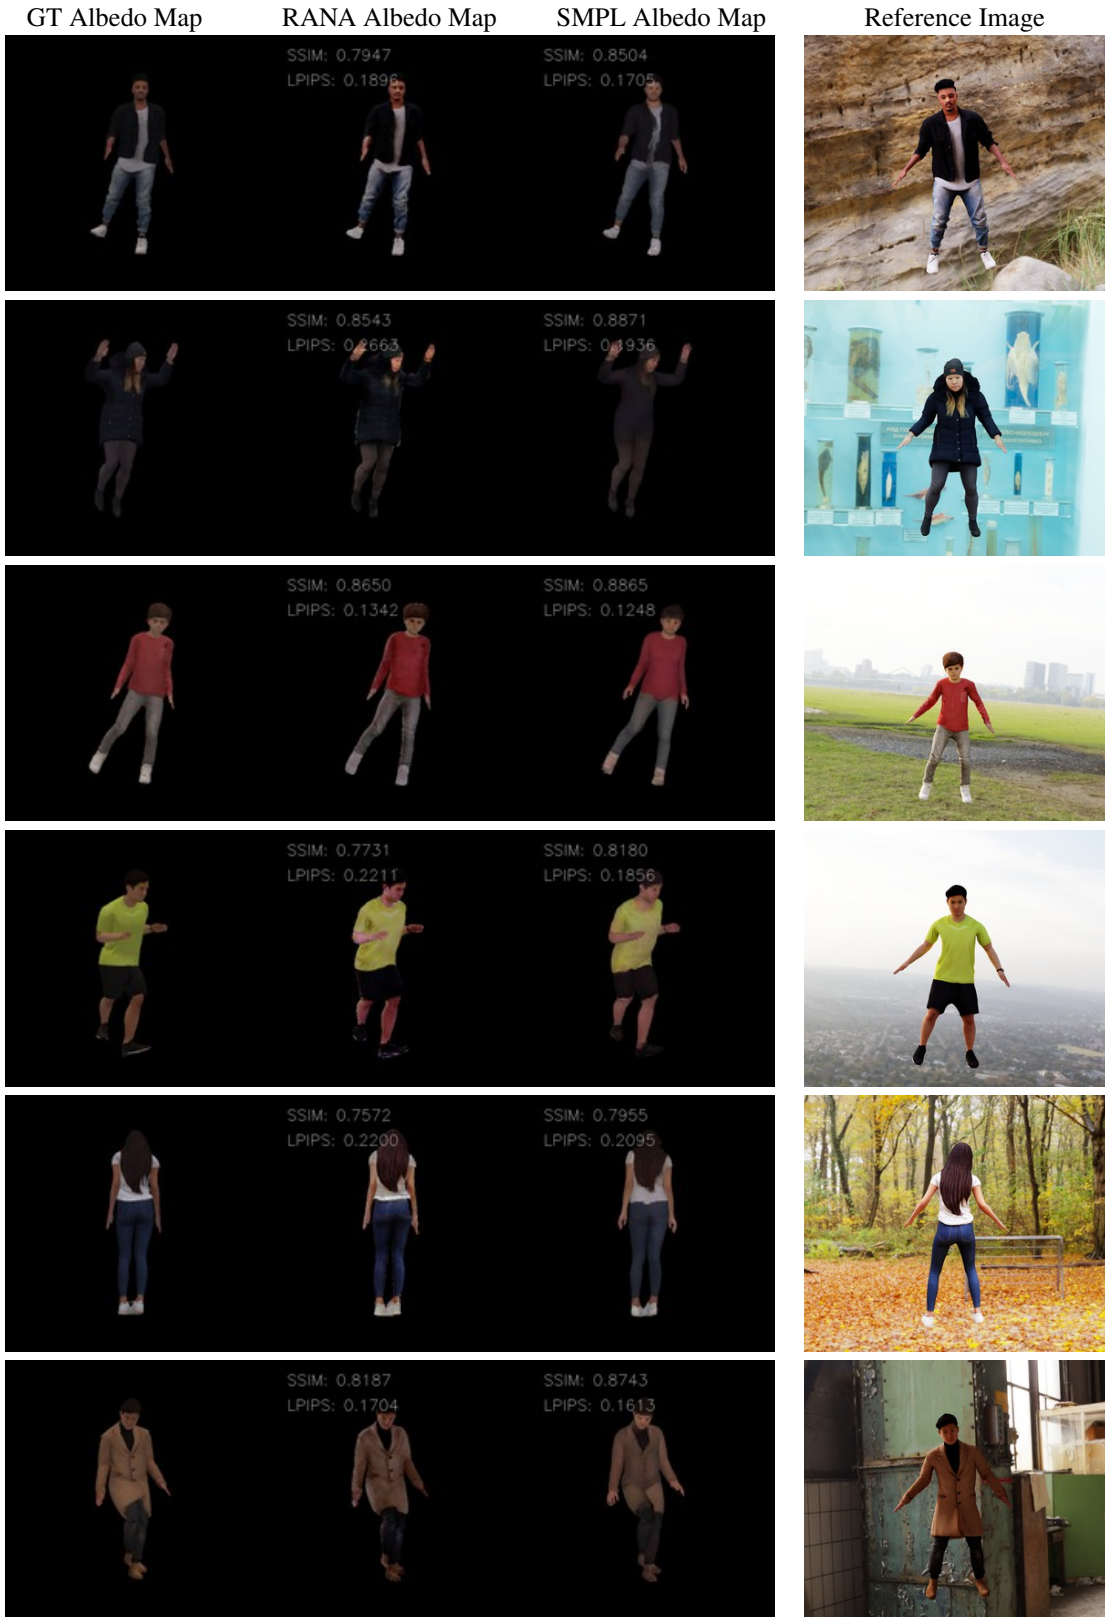 GT Albedo Map RANA Albedo Map SMPL Albedo Map Reference Image
SSIM: 0.7947 SSIM: 0.8504
LPIPS: 0.1896 LPIPS: 0.1705
SSIM: 0.8543 SSIM: 0.8871
LPIPS: 0.2663 LPIPS: 0.1936
SSIM: 0.8650 SSIM: 0.8865
LPIPS: 0.1342 LPIPS: 0.1248
SSIM: 0.7731 SSIM: 0.8180
LPIPS: 0.2211 LPIPS: 0.1856
SSIM: 0.7572 SSIM: 0.7955
LPIPS: 0.2200 LPIPS: 0.2095
SSIM: 0.8187 SSIM: 0.8743
LPIPS: 0.1704 LPIPS: 0.1613